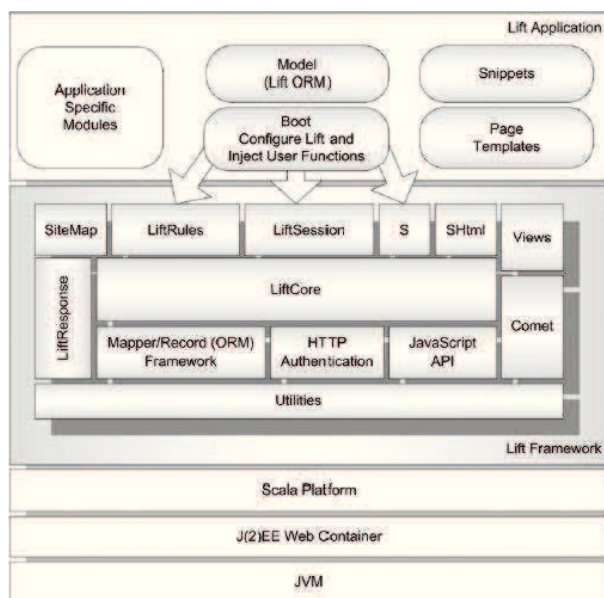 Lift Application
Application
Specific
Modules
Model
(Lift ORM)
Snippets
Boot
Configure Lift and
Inject User Functions
Page
Templates
SiteMap
LiftRules
LiftSession
S
SHtml
Views
LiftResponse
LiftCore
Comet
Mapper/Record (ORM)
Framework
HTTP
Authentication
JavaScript
API
Utilities
Lift Framework
Scala Platform
J(2)EE Web Container
JVM